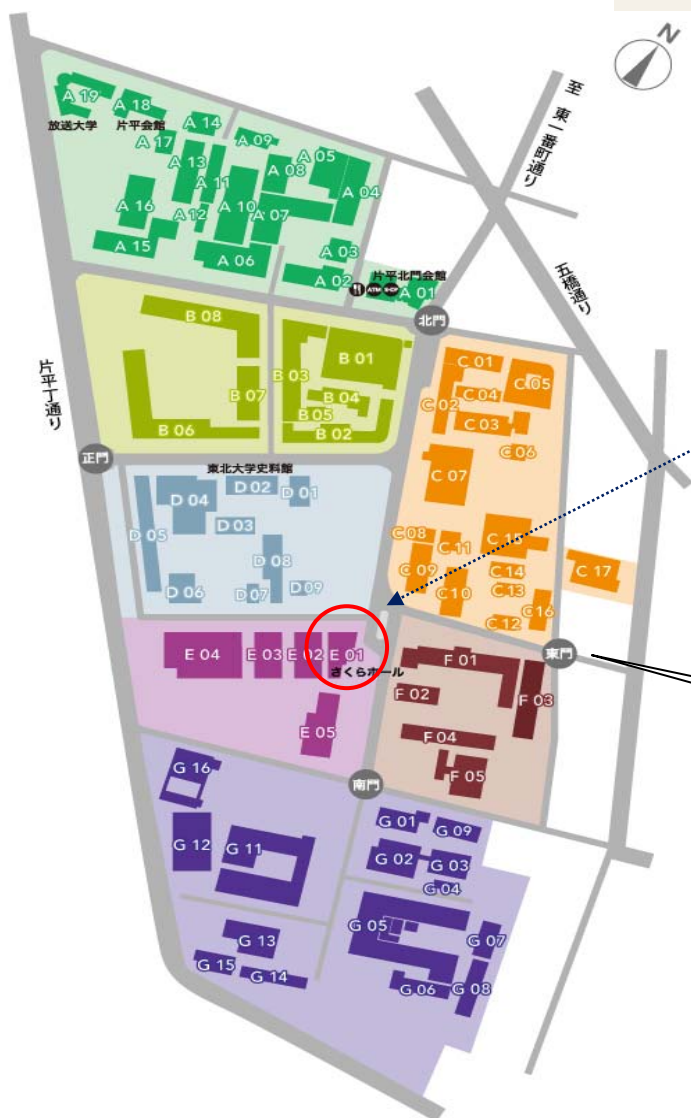 N
至 東一番町通り
A 19
A 18
放送大学
片平会館
A 14
A 17
A 09
A 13
A 05
A 08
A 04
A 11
A 16
A 10
A 07
A 12
A 15
A 06
A 03
A 02
片平北門会館
ATM
A 01
北門
五橋通り
片平丁通り
B 08
B 01
B 03
B 07
B 04
B 05
B 06
B 02
C 01
C 05
C 04
C 02
C 03
C 06
C 07
正門
東北大学史料館
D 02
D 01
D 04
D 03
D 05
D 08
D 06
D 07
D 09
C 08
C 15
C 11
C 09
C 14
C 17
C 10
C 13
C 16
C 12
東門
E 04
E 03
E 02
E 01
さくらホール
E 05
F 01
F 02
F 03
F 04
F 05
南門
G 16
G 12
G 11
G 01
G 09
G 02
G 03
G 04
G 05
G 07
G 13
G 15
G 14
G 06
G 08